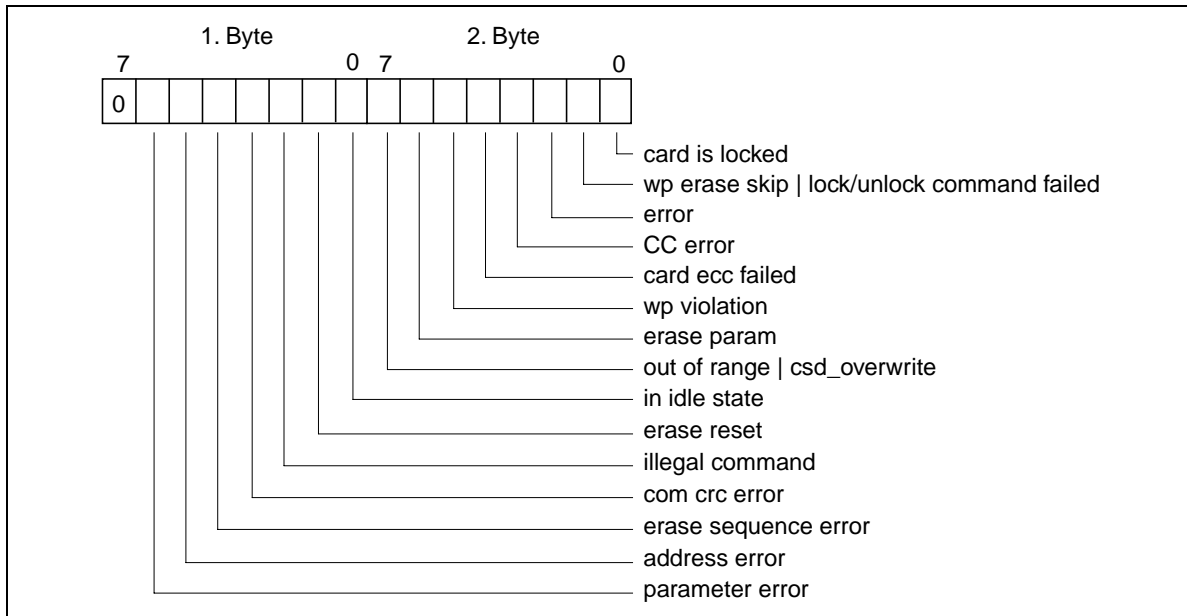 1. Byte 2. Byte
7 0 7 0
0
card is locked
wp erase skip | lock/unlock command failed
error
CC error
card ecc failed
wp violation
erase param
out of range | csd_overwrite
in idle state
erase reset
illegal command
com crc error
erase sequence error
address error
parameter error